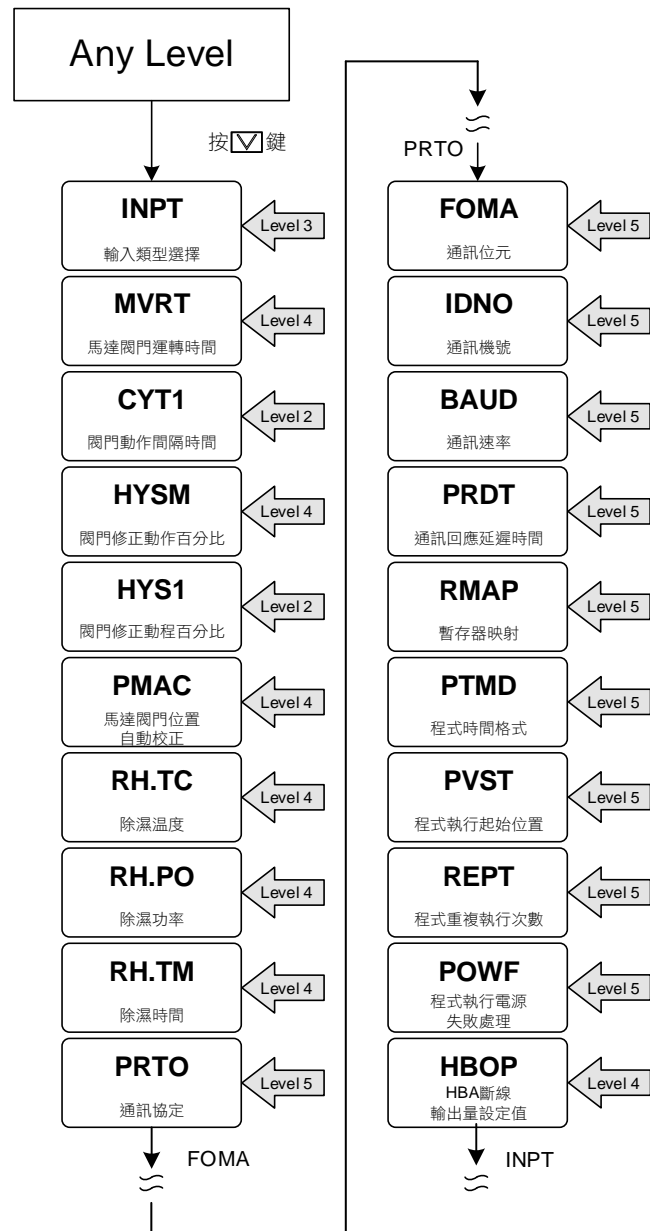 Any Level
按鍵
INPT
輸入類型選擇
Level 3
MVRT
馬達閥門運轉時間
Level 4
CYT1
閥門動作間隔時間
Level 2
HYSM
閥門修正動作百分比
Level 4
HYS1
閥門修正動程百分比
Level 2
PMAC
馬達閥門位置
自動校正
Level 4
RH.TC
除濕溫度
Level 4
RH.PO
除濕功率
Level 4
RH.TM
除濕時間
Level 4
PRTO
通訊協定
Level 5
FOMA
PRTO
FOMA
通訊位元
Level 5
IDNO
通訊機號
Level 5
BAUD
通訊速率
Level 5
PRDT
通訊回應延遲時間
Level 5
RMAP
暫存器映射
Level 5
PTMD
程式時間格式
Level 5
PVST
程式執行起始位置
Level 5
REPT
程式重複執行次數
Level 5
POWF
程式執行電源
失敗處理
Level 5
HBOP
HBA斷線
輸出量設定值
Level 4
INPT